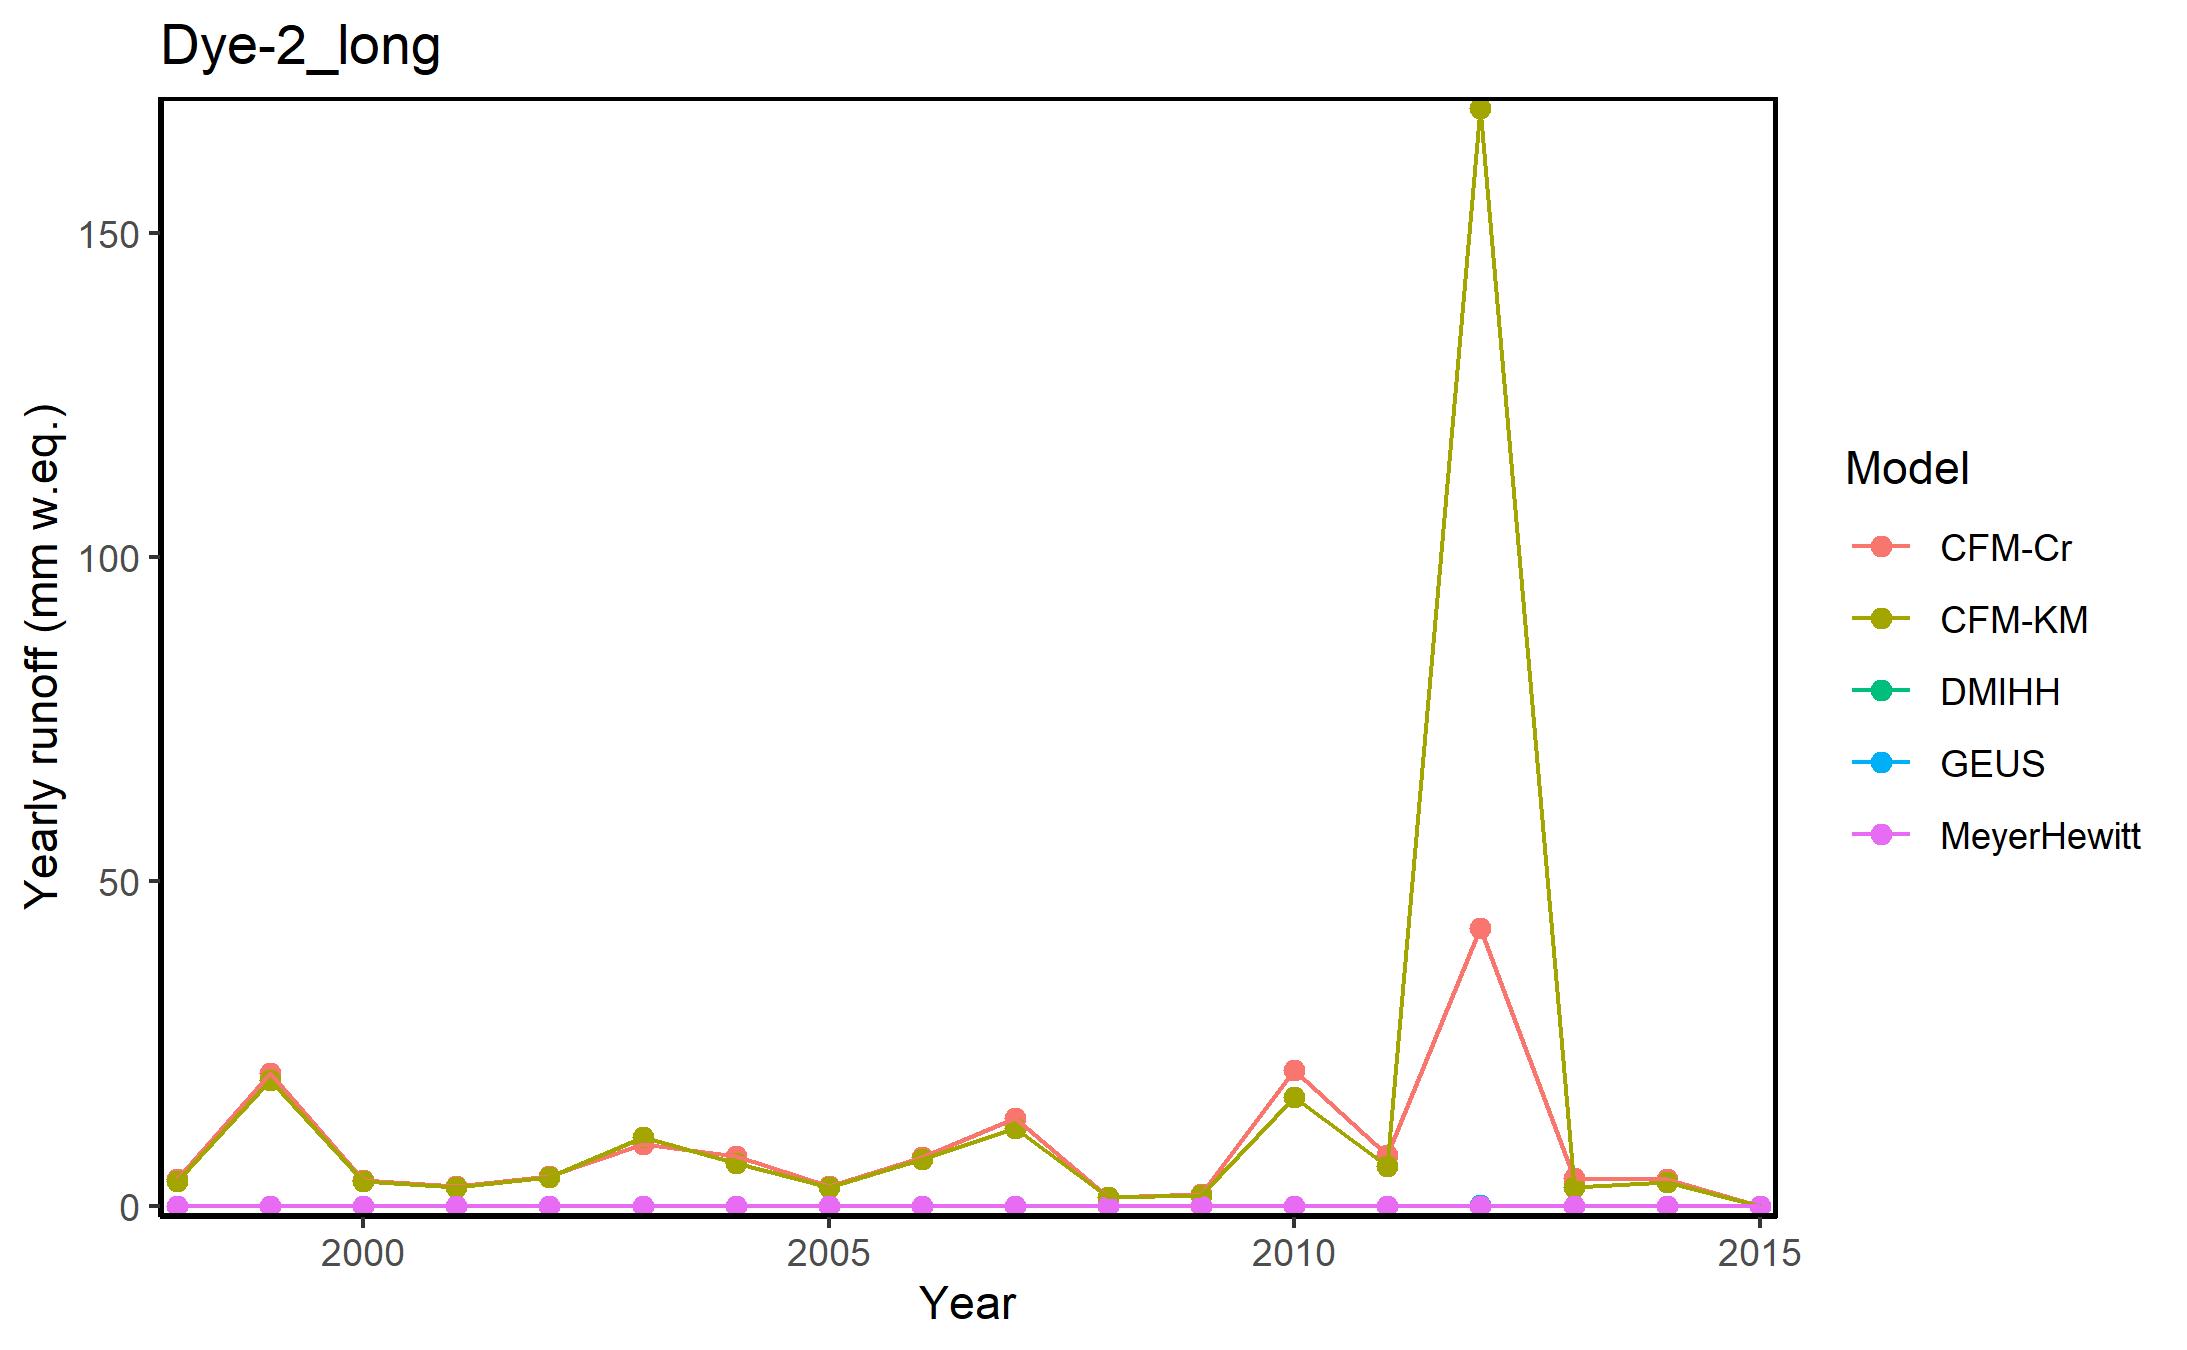 Dye-2_long
Yearly runoff (mm w.eq.)
150
100
50
0
2000
2005
2010
2015
Year
Model
CFM-Cr
CFM-KM
DMIHH
GEUS
MeyerHewitt